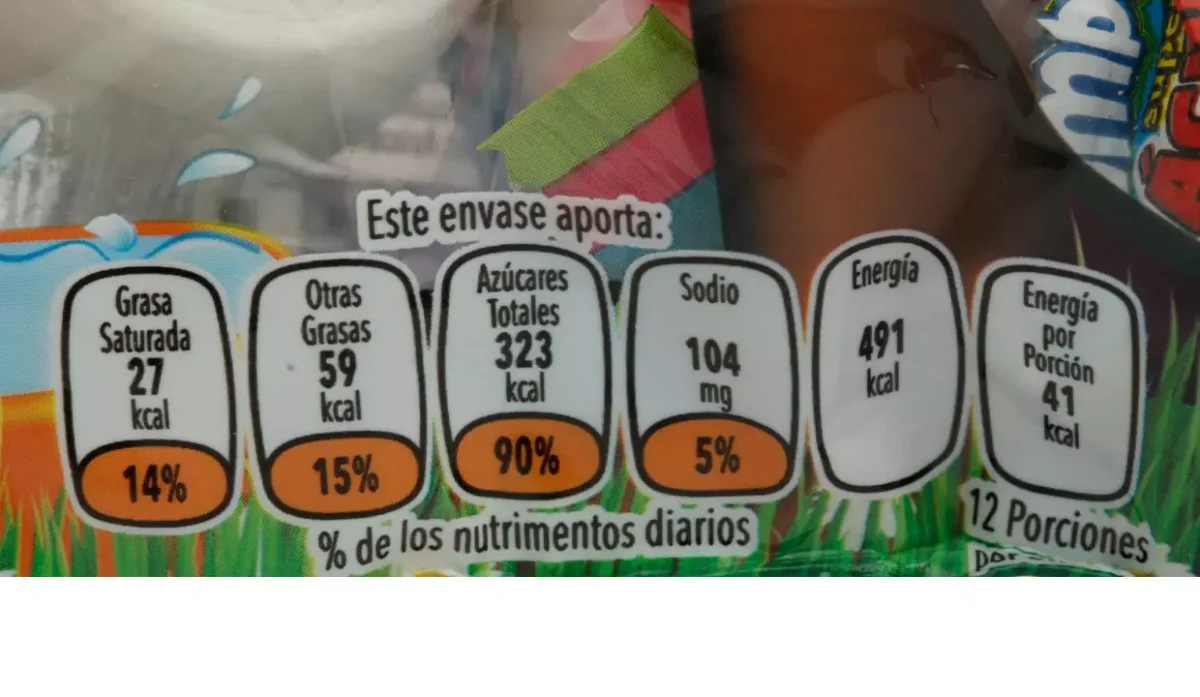 Este envase aporta:
Grasa
Saturada
27
kcal
14%
Otras
Grasas
59
kcal
15%
Azúcares
Totales
323
kcal
90%
Sodio
104
mg
5%
Energía
491
kcal
Energía
por
Porción
41
kcal
% de los nutrimentos diarios
12 Porciones